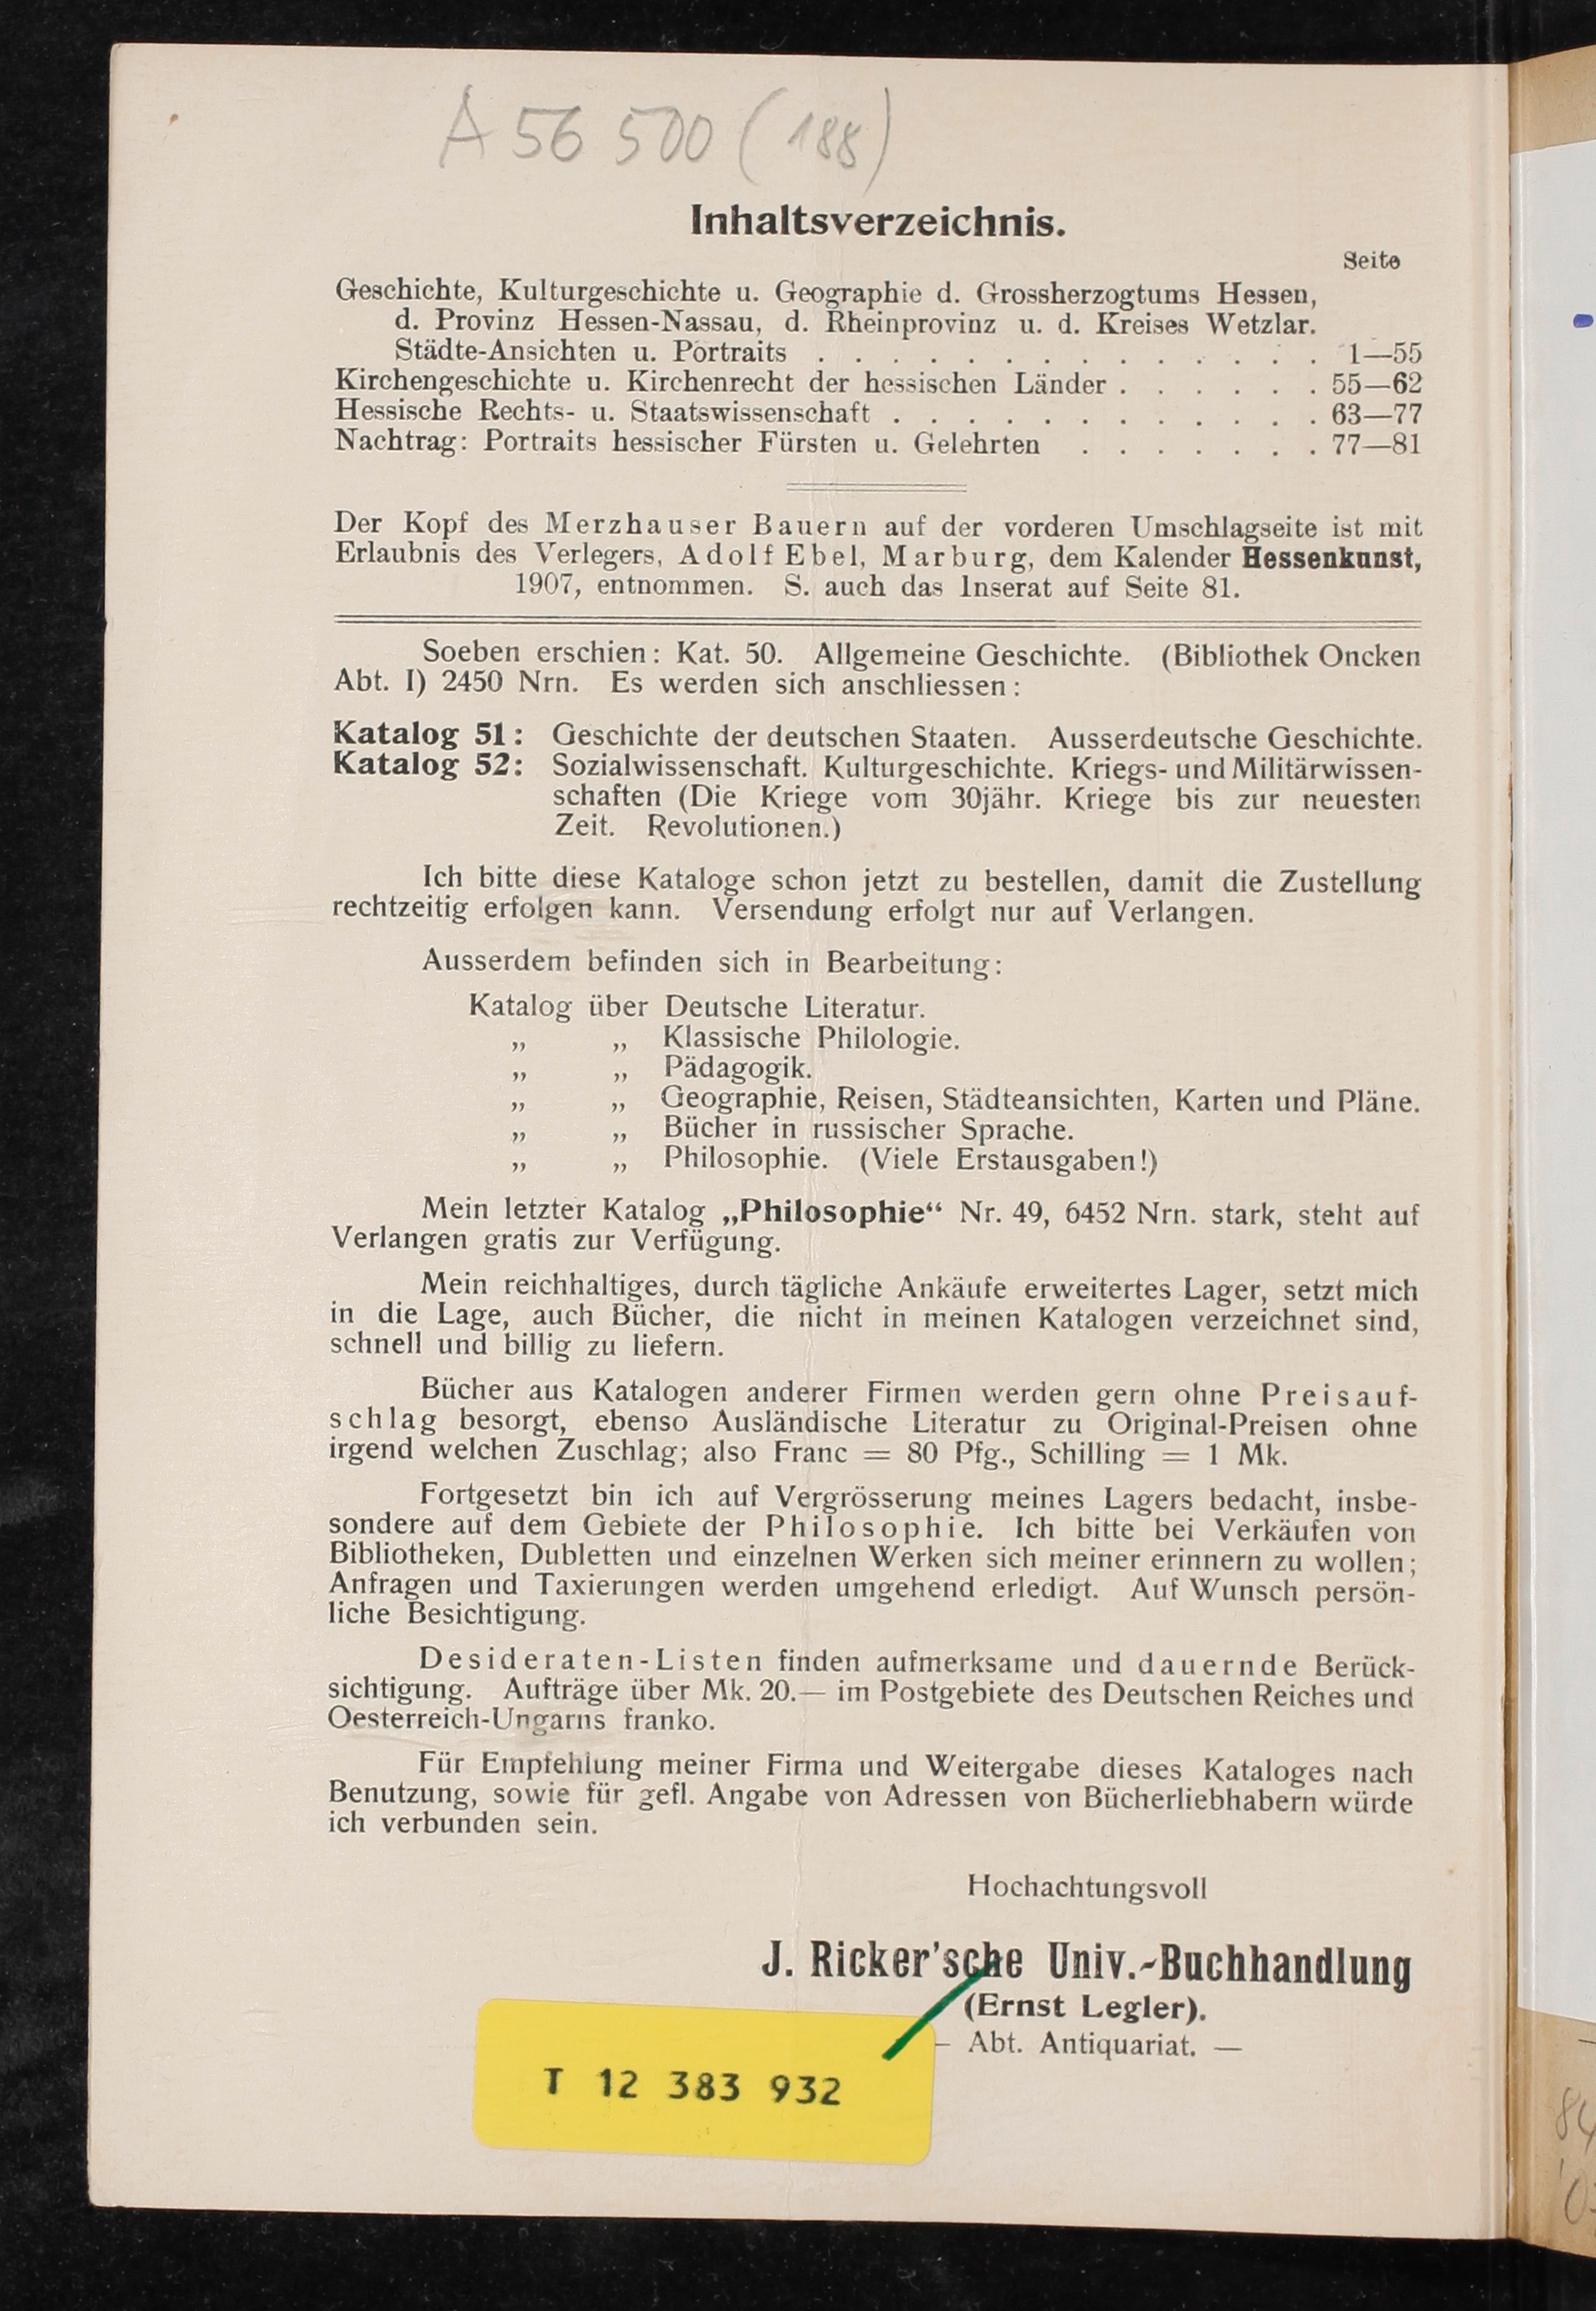 A 56 500 (188)
Inhaltsverzeichnis.
Seite
Geschichte, Kulturgeschichte u. Geographie d. Grossherzogtums Hessen,
d. Provinz Hessen-Nassau, d. Rheinprovinz u. d. Kreises Wetzlar.
Städte-Ansichten u. Portraits . . . . . . . . . . . . . . 1—55
Kirchengeschichte u. Kirchenrecht der hessischen Länder . . . . . . 55—62
Hessische Rechts- u. Staatswissenschaft . . . . . . . . . . . . 63—77
Nachtrag: Portraits hessischer Fürsten u. Gelehrten . . . . . . . 77—81
Der Kopf des Merzhauser Bauern auf der vorderen Umschlagseite ist mit
Erlaubnis des Verlegers, Adolf Ebel, Marburg, dem Kalender Hessenkunst,
1907, entnommen. S. auch das Inserat auf Seite 81.
Soeben erschien: Kat. 50. Allgemeine Geschichte. (Bibliothek Oncken
Abt. I) 2450 Nrn. Es werden sich anschliessen:
Katalog 51: Geschichte der deutschen Staaten. Ausserdeutsche Geschichte.
Katalog 52: Sozialwissenschaft. Kulturgeschichte. Kriegs- und Militärwissen-
schaften (Die Kriege vom 30jähr. Kriege bis zur neuesten
Zeit. Revolutionen.)
Ich bitte diese Kataloge schon jetzt zu bestellen, damit die Zustellung
rechtzeitig erfolgen kann. Versendung erfolgt nur auf Verlangen.
Ausserdem befinden sich in Bearbeitung:
Katalog über Deutsche Literatur.
„ „ Klassische Philologie.
„ „ Pädagogik.
„ „ Geographie, Reisen, Städteansichten, Karten und Pläne.
„ „ Bücher in russischer Sprache.
„ „ Philosophie. (Viele Erstausgaben!)
Mein letzter Katalog „Philosophie“ Nr. 49, 6452 Nrn. stark, steht auf
Verlangen gratis zur Verfügung.
Mein reichhaltiges, durch tägliche Ankäufe erweitertes Lager, setzt mich
in die Lage, auch Bücher, die nicht in meinen Katalogen verzeichnet sind,
schnell und billig zu liefern.
Bücher aus Katalogen anderer Firmen werden gern ohne Preisauf-
schlag besorgt, ebenso Ausländische Literatur zu Original-Preisen ohne
irgend welchen Zuschlag; also Franc = 80 Pfg., Schilling = 1 Mk.
Fortgesetzt bin ich auf Vergrösserung meines Lagers bedacht, insbe-
sondere auf dem Gebiete der Philosophie. Ich bitte bei Verkäufen von
Bibliotheken, Dubletten und einzelnen Werken sich meiner erinnern zu wollen;
Anfragen und Taxierungen werden umgehend erledigt. Auf Wunsch persön-
liche Besichtigung.
Desideraten-Listen finden aufmerksame und dauernde Berück-
sichtigung. Aufträge über Mk. 20.— im Postgebiete des Deutschen Reiches und
Oesterreich-Ungarns franko.
Für Empfehlung meiner Firma und Weitergabe dieses Kataloges nach
Benutzung, sowie für gefl. Angabe von Adressen von Bücherliebhabern würde
ich verbunden sein.
Hochachtungsvoll
J. Ricker'sche Univ.-Buchhandlung
(Ernst Legler).
— Abt. Antiquariat. —
T 12 383 932